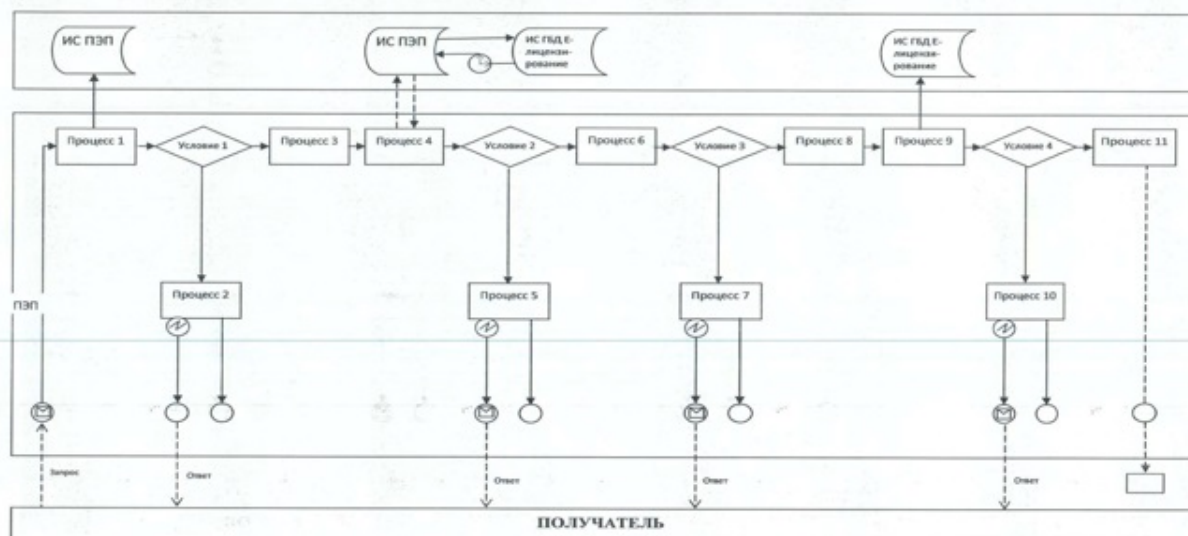 ИС ПЭП
ИС ПЭП
ИС ГБД Е-
лицензи-
рование
ИС ГБД Е-
лицензи-
рование
Процесс 1
Условие 1
Процесс 3
Процесс 4
Условие 2
Процесс 6
Условие 3
Процесс 8
Процесс 9
Условие 4
Процесс 11
Процесс 2
Процесс 5
Процесс 7
Процесс 10
ПЭП
Запрос
Ответ
Ответ
Ответ
Ответ
ПОЛУЧАТЕЛЬ